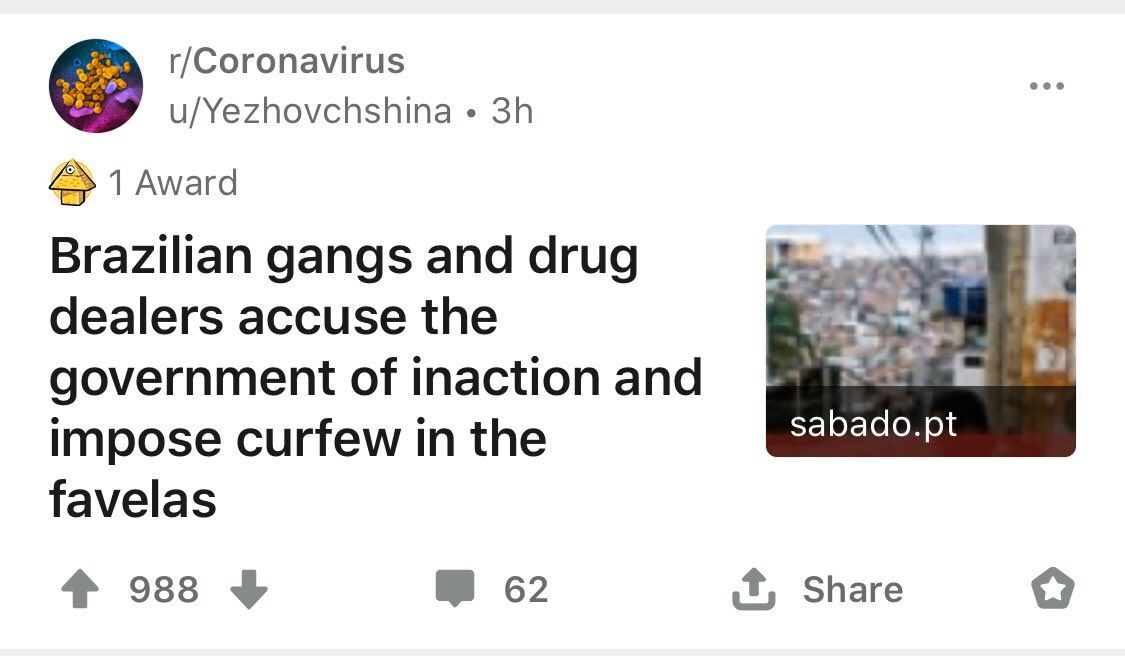 r/Coronavirus
u/Yezhovchshina • 3h
1 Award
Brazilian gangs and drug
dealers accuse the
government of inaction and
impose curfew in the
favelas
sabado.pt
988
62
Share